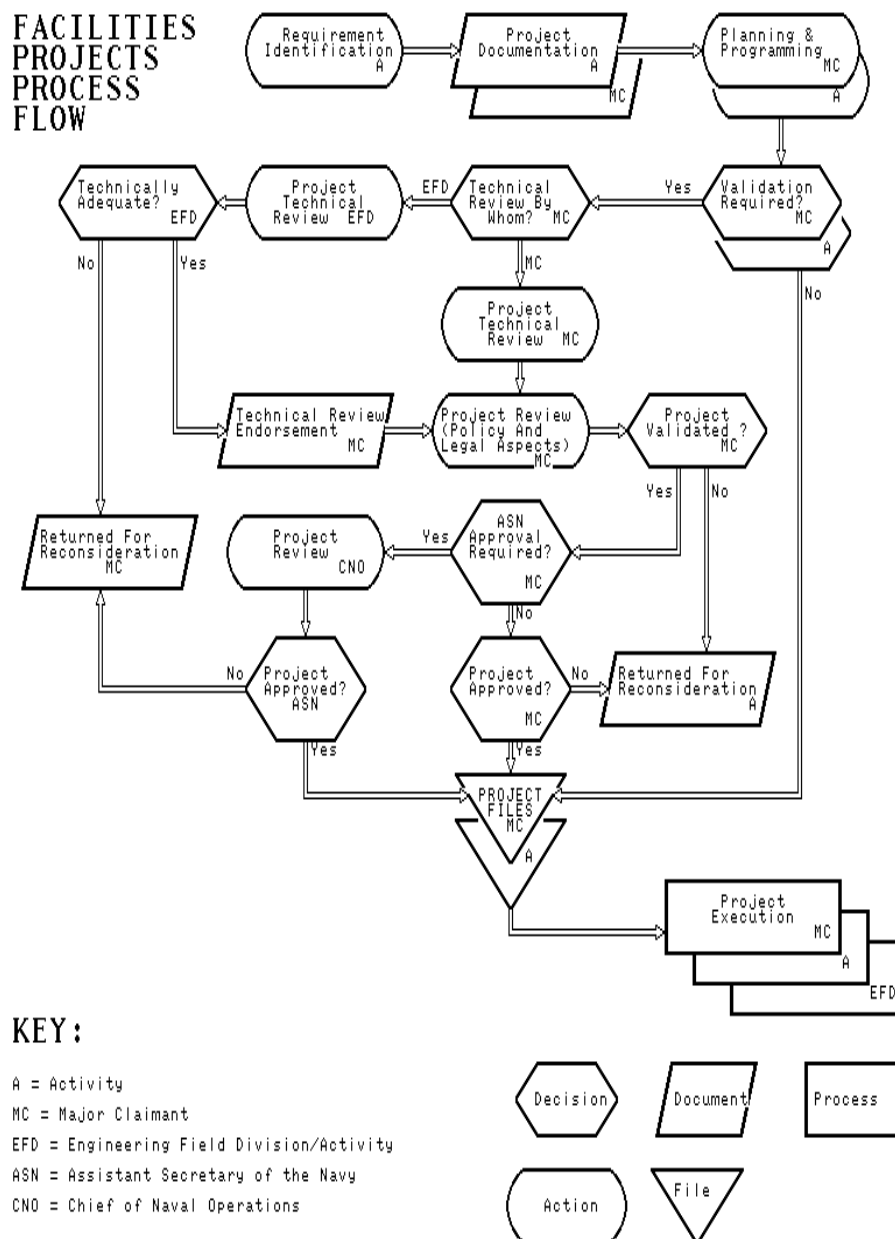 FACILITIES
PROJECTS
PROCESS
FLOW
Requirement
Identification
A
Project
Documentation
A
MC
Planning &
Programming
MC
A
Technically
Adequate?
EFD
Project
Technical
Review EFD
EFD
Technical
Review By
Whom? MC
Yes
Validation
Required?
MC
A
No
Yes
MC
No
Project
Technical
Review MC
Technical Review
Endorsement
MC
Project Review
(Policy And
Legal Aspects)
MC
Project
Validated ?
MC
Yes
No
Returned For
Reconsideration
MC
Project
Review
CNO
Yes
ASN
Approval
Required?
MC
No
No
Project
Approved?
ASN
Yes
Project
Approved?
MC
No
Yes
Returned For
Reconsideration
A
PROJECT
FILES
MC
A
Project
Execution
MC
A
EFD
KEY:
A = Activity
MC = Major Claimant
EFD = Engineering Field Division/Activity
ASN = Assistant Secretary of the Navy
CNO = Chief of Naval Operations
Decision
Document
Process
Action
File